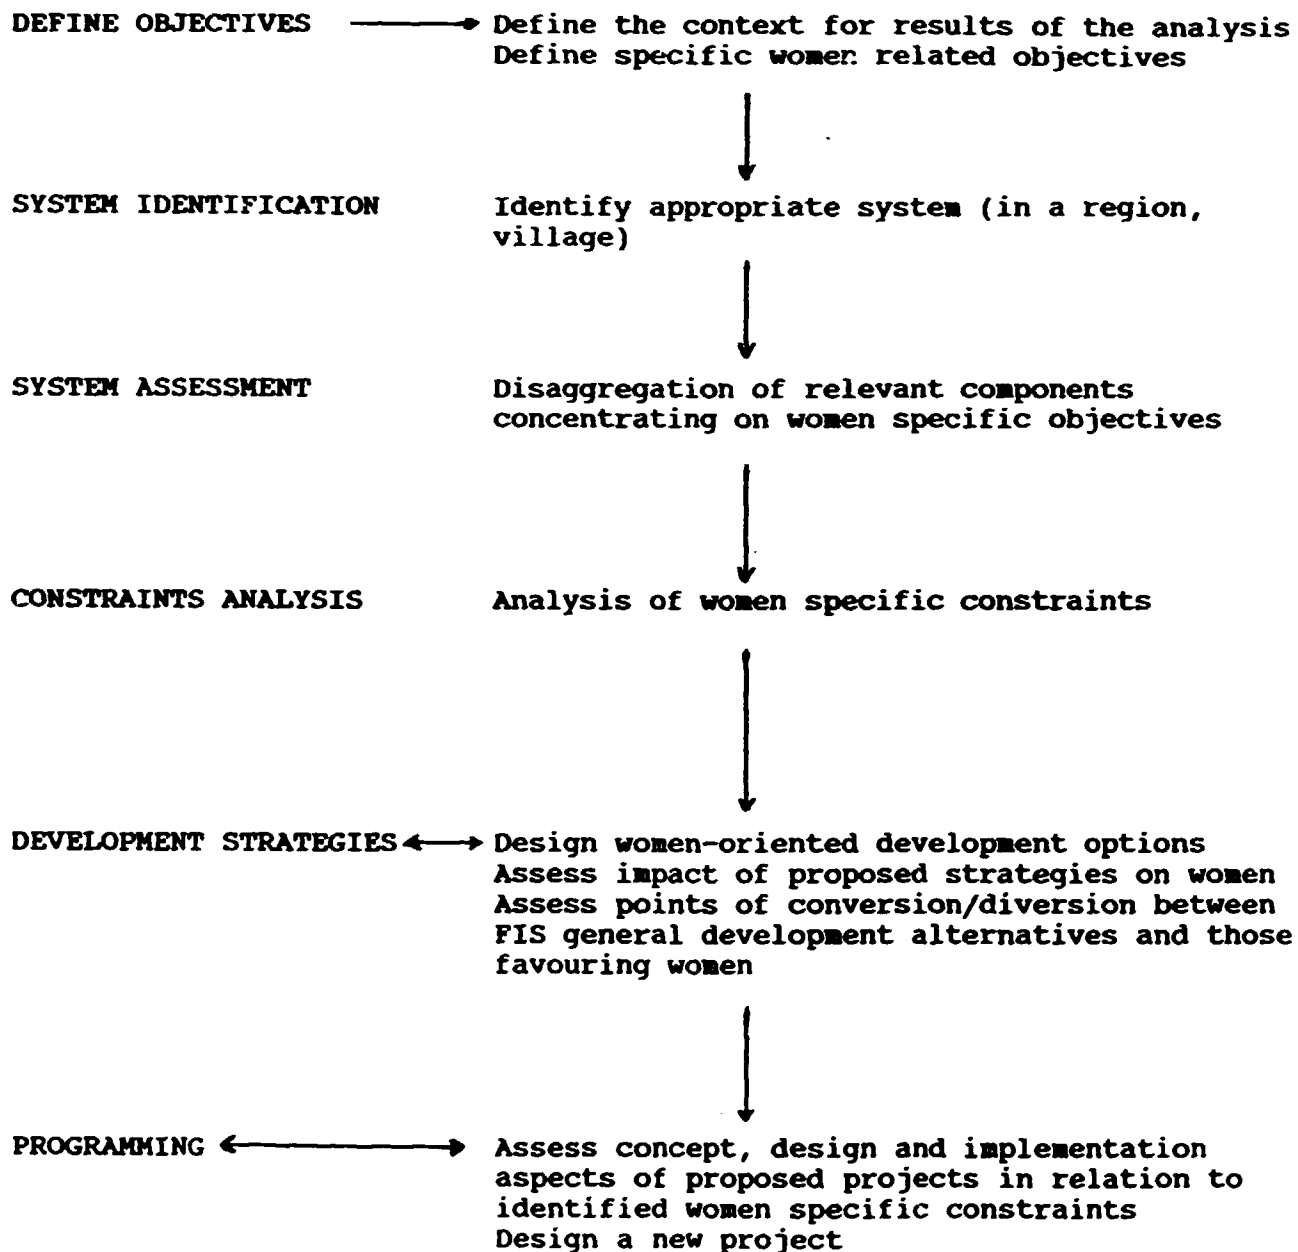 DEFINE OBJECTIVES Define the context for results of the analysis
Define specific women related objectives
SYSTEM IDENTIFICATION Identify appropriate system (in a region,
village)
SYSTEM ASSESSMENT Disaggregation of relevant components
concentrating on women specific objectives
CONSTRAINTS ANALYSIS Analysis of women specific constraints
DEVELOPMENT STRATEGIES Design women-oriented development options
Assess impact of proposed strategies on women
Assess points of conversion/diversion between
FIS general development alternatives and those
favouring women
PROGRAMMING Assess concept, design and implementation
aspects of proposed projects in relation to
identified women specific constraints
Design a new project